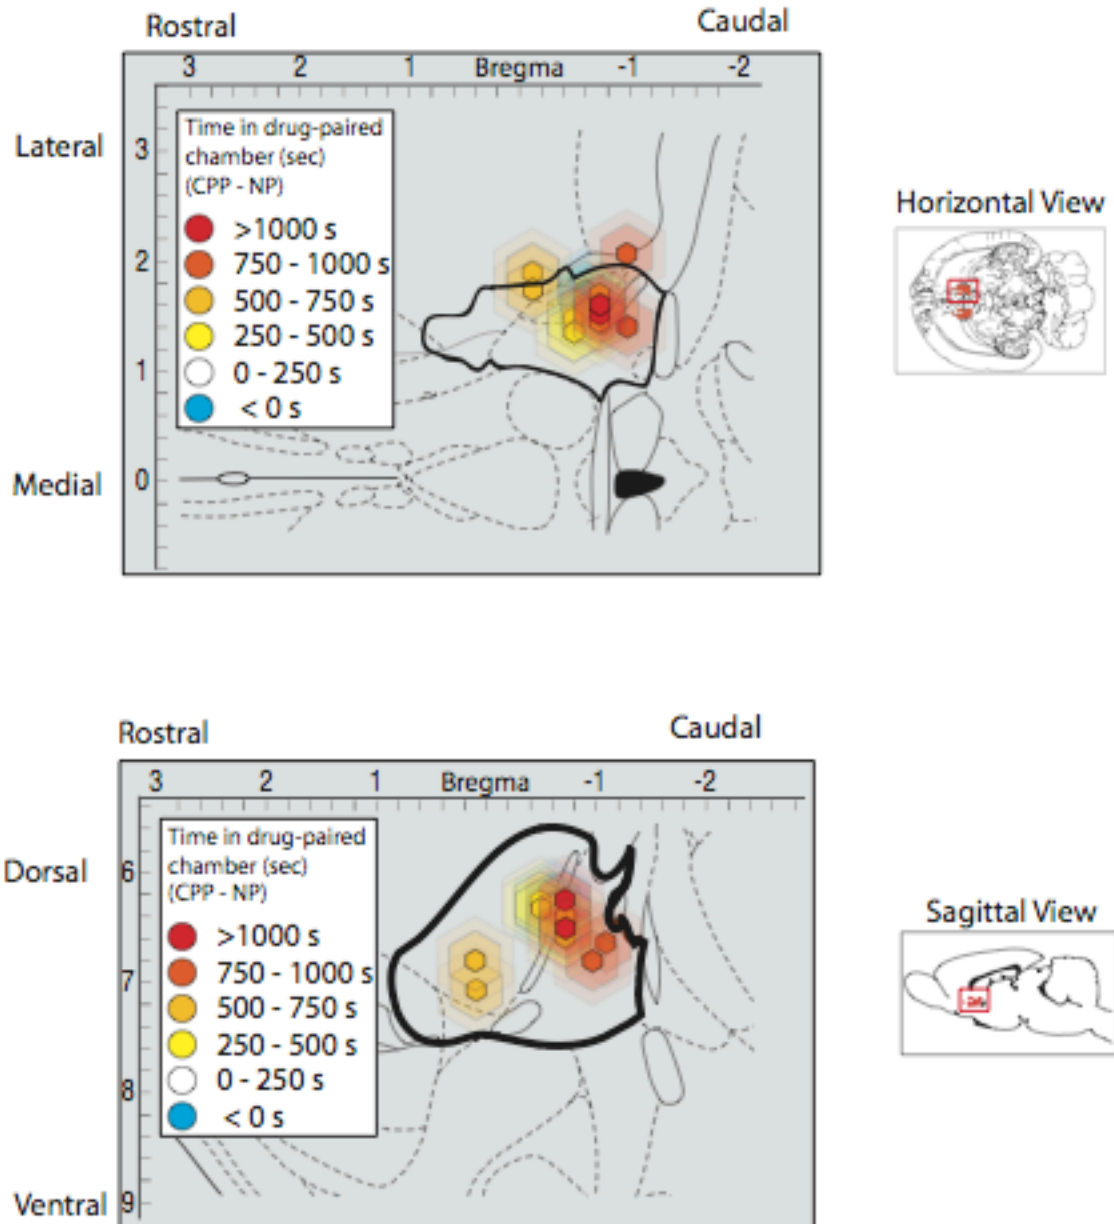 Rostral Caudal
3 2 1 Bregma -1 -2
Lateral
3
2
1
Medial
0
Time in drug-paired
chamber (sec)
(CPP - NP)
>1000 s
750 - 1000 s
500 - 750 s
250 - 500 s
0 - 250 s
< 0 s
Horizontal View
Rostral Caudal
3 2 1 Bregma -1 -2
Dorsal
6
7
8
Ventral
9
Time in drug-paired
chamber (sec)
(CPP - NP)
>1000 s
750 - 1000 s
500 - 750 s
250 - 500 s
0 - 250 s
< 0 s
Sagittal View